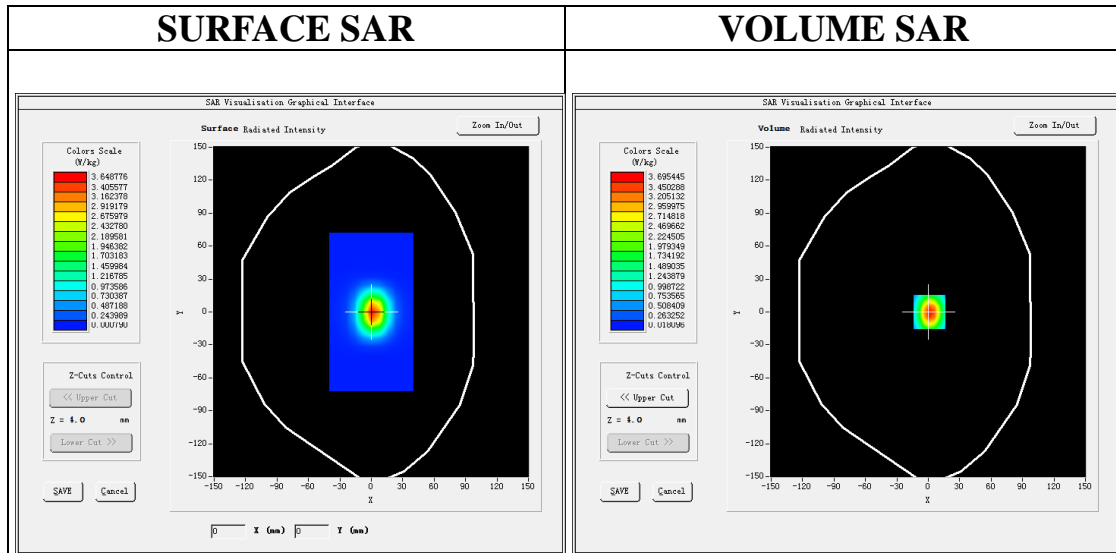 SURFACE SAR
VOLUME SAR
SAR Visualisation Graphical Interface
Surface Radiated Intensity
Zoom In/Out
Colors Scale
(W/kg)
3.648776
3.405577
3.162378
2.919179
2.675979
2.432780
2.189581
1.946382
1.703183
1.459984
1.216785
0.973586
0.730387
0.487188
0.243989
0.000790
150
120
90
60
30
0
-30
-60
-90
-120
-150
Y
-150 -120 -90 -60 -30 0 30 60 90 120 150
X
Z-Cuts Control
<< Upper Cut
Z = 4.0 mm
Lower Cut >>
SAVE Cancel
0 X (mm) 0 Y (mm)
SAR Visualisation Graphical Interface
Volume Radiated Intensity
Zoom In/Out
Colors Scale
(W/kg)
3.695445
3.450288
3.205132
2.959975
2.714818
2.469662
2.224505
1.979349
1.734192
1.489035
1.243879
0.998722
0.753565
0.508409
0.263252
0.018096
150
120
90
60
30
0
-30
-60
-90
-120
-150
Y
-150 -120 -90 -60 -30 0 30 60 90 120 150
X
Z-Cuts Control
<< Upper Cut
Z = 4.0 mm
Lower Cut >>
SAVE Cancel